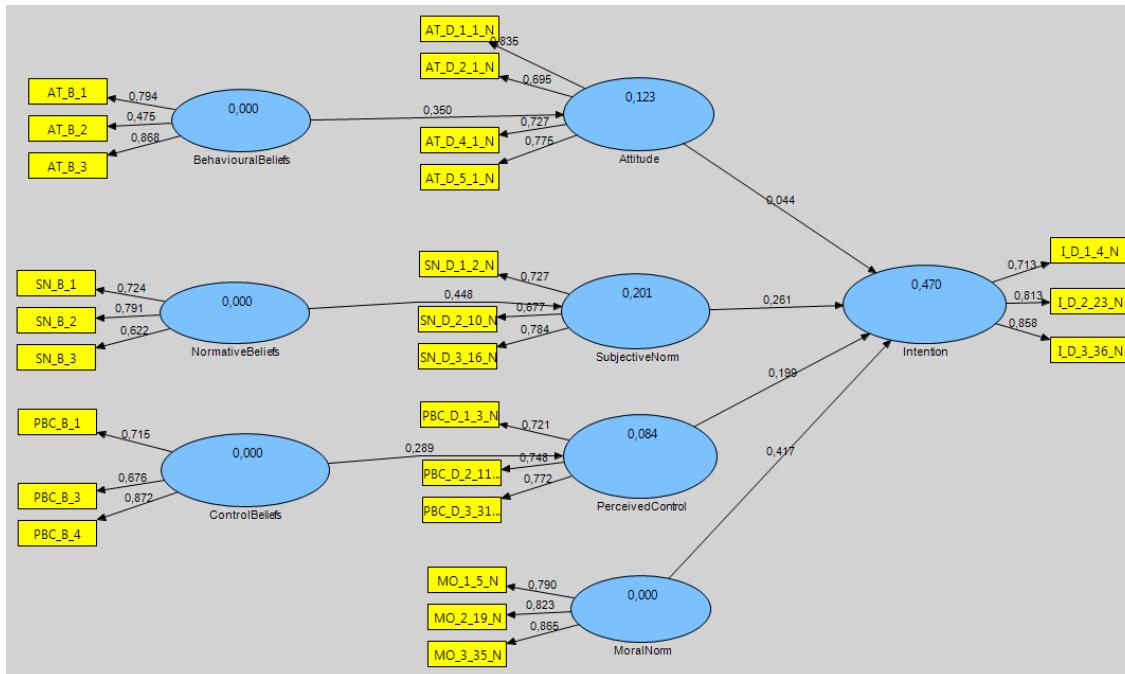 AT_D_1_1_N
0,835
AT_D_2_1_N
0,695
AT_B_1
0,794
AT_B_2
0,475
AT_B_3
0,868
0,000
BehaviouralBeliefs
0,350
0,123
Attitude
AT_D_4_1_N
0,727
AT_D_5_1_N
0,775
0,044
SN_B_1
0,724
SN_B_2
0,791
SN_B_3
0,622
0,000
NormativeBeliefs
0,448
SN_D_1_2_N
0,727
SN_D_2_10_N
0,677
SN_D_3_16_N
0,784
0,201
SubjectiveNorm
0,261
0,470
Intention
I_D_1_4_N
0,713
I_D_2_23_N
0,813
I_D_3_36_N
0,858
PBC_B_1
0,715
PBC_B_3
0,676
PBC_B_4
0,872
0,000
ControlBeliefs
0,289
PBC_D_1_3_N
0,721
PBC_D_2_11...
0,748
PBC_D_3_31...
0,772
0,084
PerceivedControl
0,199
0,417
MO_1_5_N
0,790
MO_2_19_N
0,823
MO_3_35_N
0,865
0,000
MoralNorm